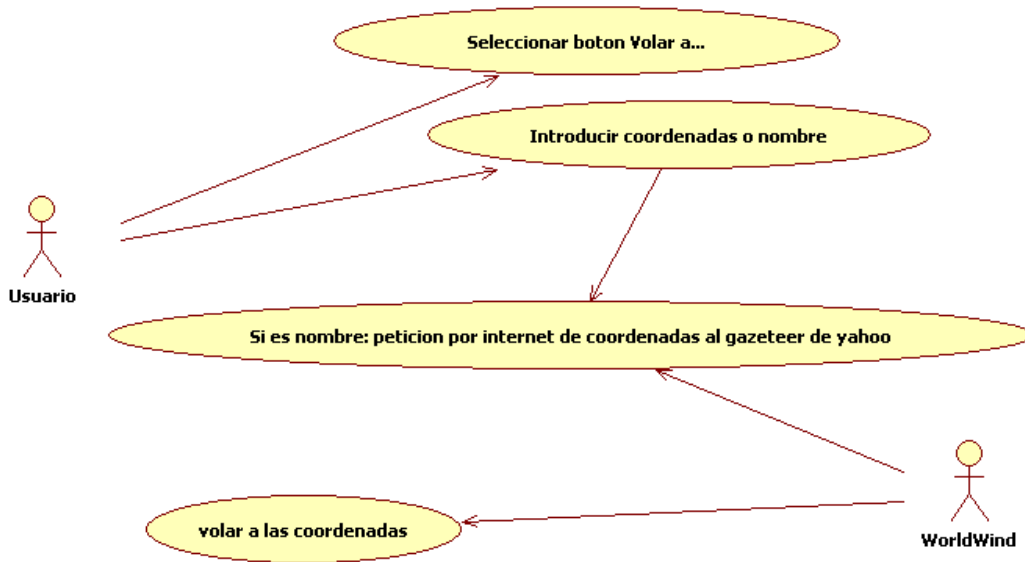 Seleccionar boton Volar a...
Introducir coordenadas o nombre
Usuario
Si es nombre: peticion por internet de coordenadas al gazeteer de yahoo
volar a las coordenadas
WorldWind